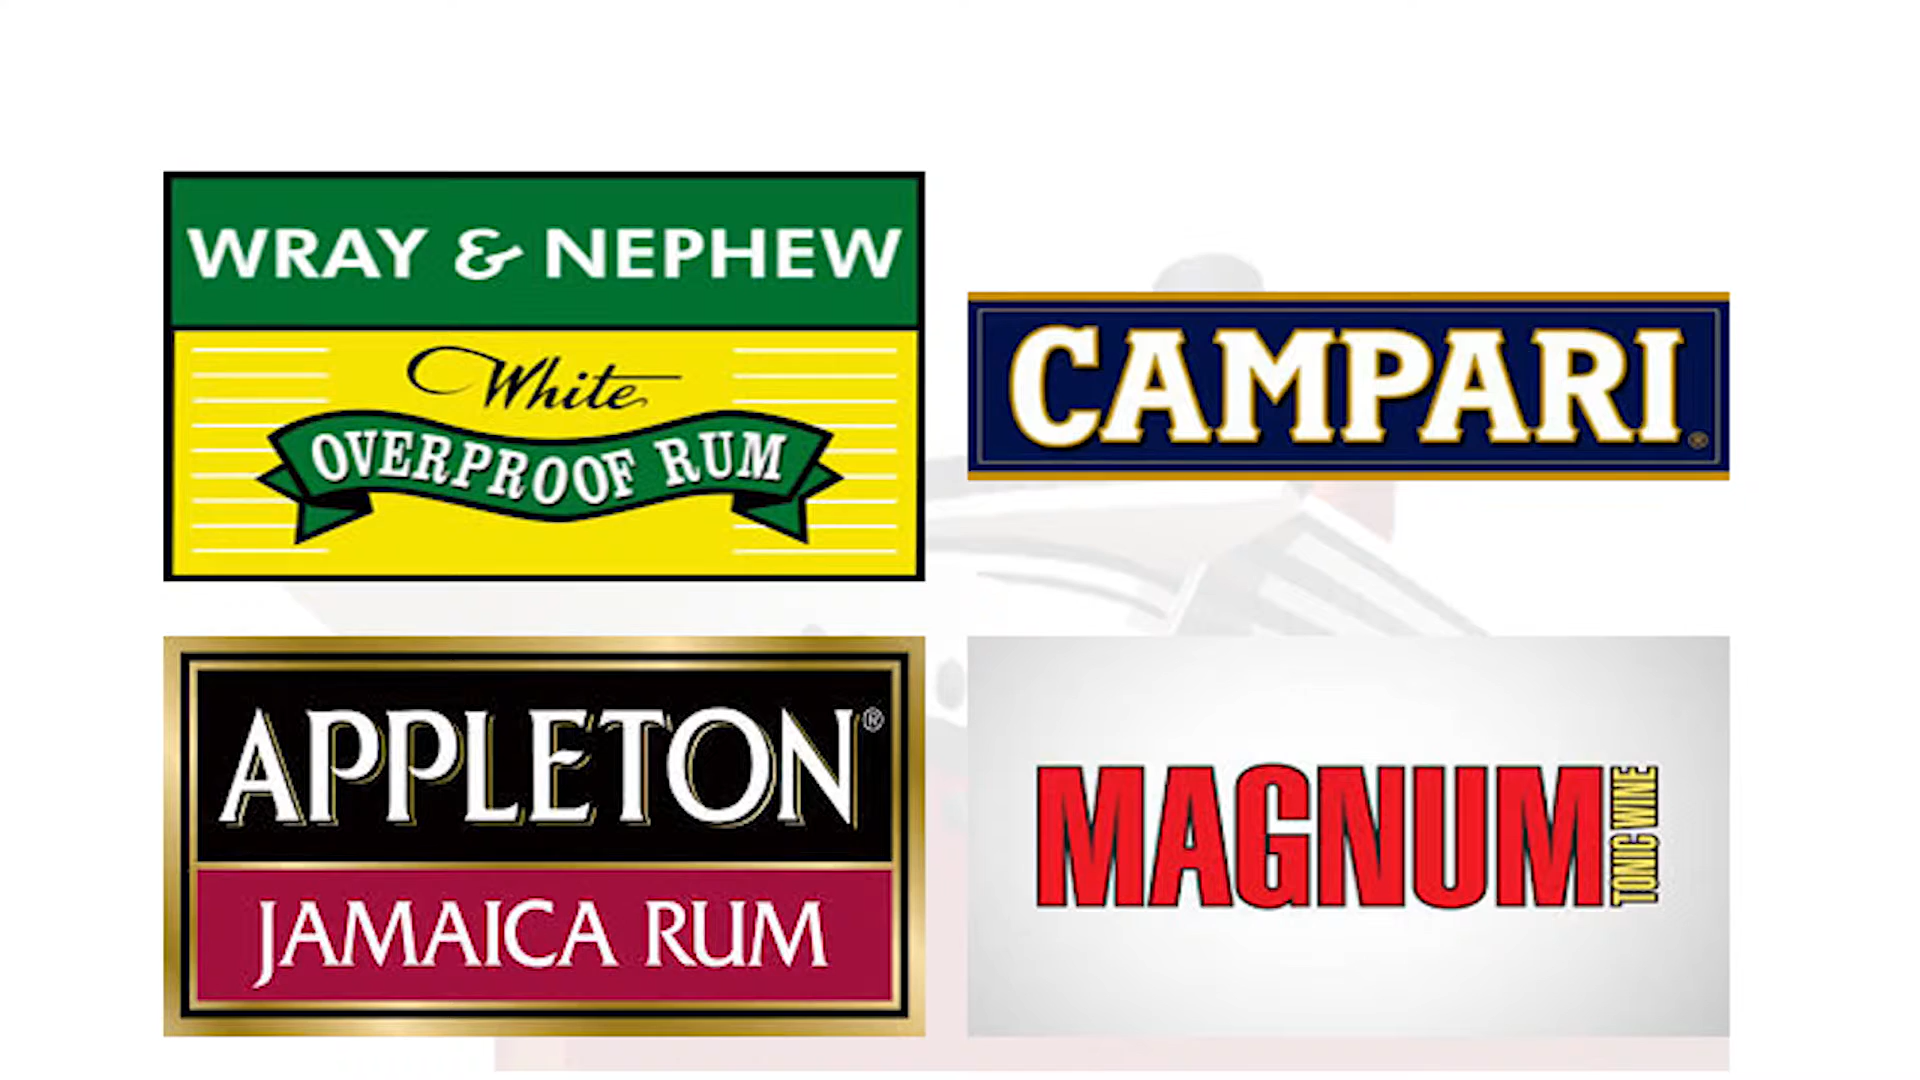 WRAY & NEPHEW
White
OVERPROOF RUM
CAMPARI®
APPLETON®
JAMAICA RUM
MAGNUM
TONIC WINE